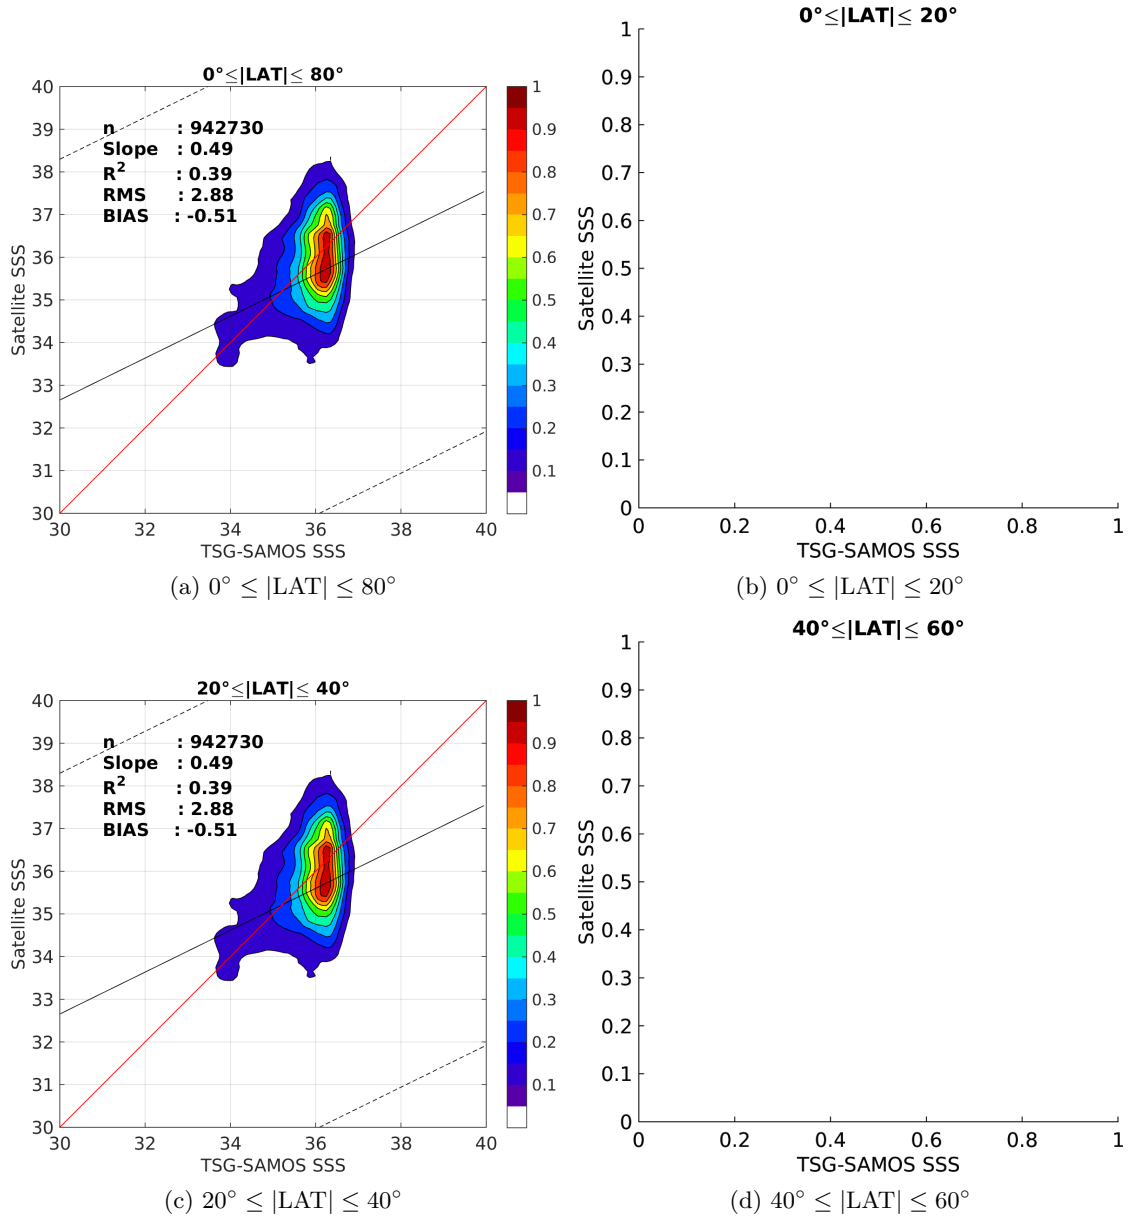 0°≤|LAT|≤ 80°
n : 942730
Slope : 0.49
R² : 0.39
RMS : 2.88
BIAS : -0.51
40
39
38
37
36
35
34
33
32
31
30
Satellite SSS
30 32 34 36 38 40
TSG-SAMOS SSS
1
0.9
0.8
0.7
0.6
0.5
0.4
0.3
0.2
0.1
(a) 0° ≤ |LAT| ≤ 80°
0°≤|LAT|≤ 20°
1
0.9
0.8
0.7
0.6
0.5
0.4
0.3
0.2
0.1
0
Satellite SSS
0 0.2 0.4 0.6 0.8 1
TSG-SAMOS SSS
(b) 0° ≤ |LAT| ≤ 20°
20°≤|LAT|≤ 40°
n : 942730
Slope : 0.49
R² : 0.39
RMS : 2.88
BIAS : -0.51
40
39
38
37
36
35
34
33
32
31
30
Satellite SSS
30 32 34 36 38 40
TSG-SAMOS SSS
1
0.9
0.8
0.7
0.6
0.5
0.4
0.3
0.2
0.1
(c) 20° ≤ |LAT| ≤ 40°
40°≤|LAT|≤ 60°
1
0.9
0.8
0.7
0.6
0.5
0.4
0.3
0.2
0.1
0
Satellite SSS
0 0.2 0.4 0.6 0.8 1
TSG-SAMOS SSS
(d) 40° ≤ |LAT| ≤ 60°